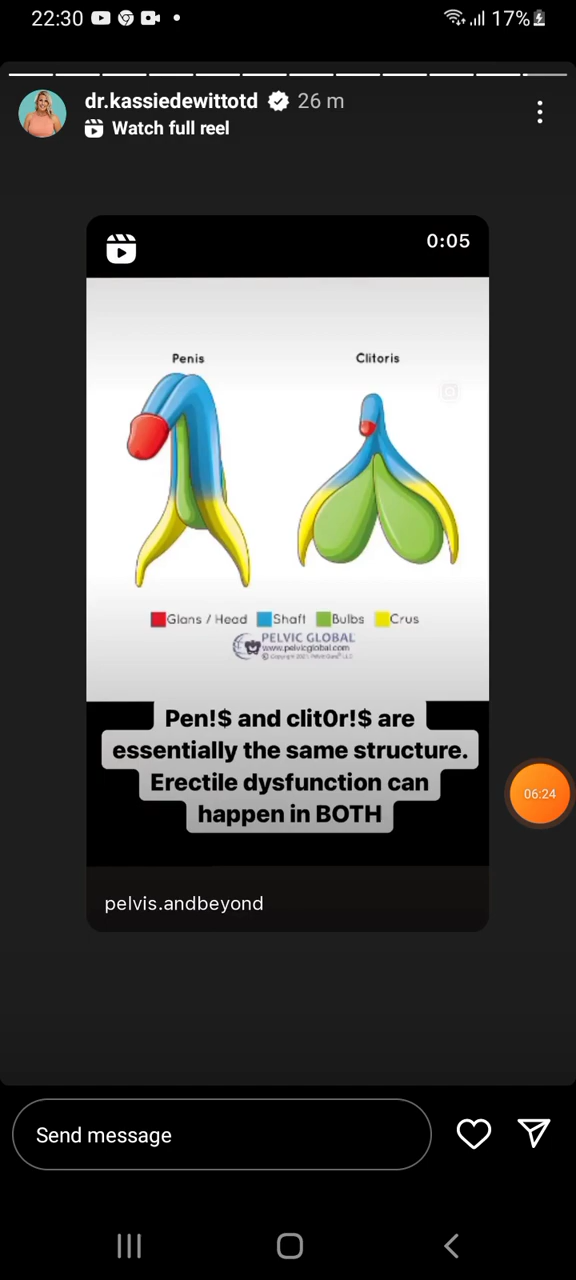 22:30
17%
dr.kassiedewittotd 26 m
Watch full reel
0:05
Penis Clitoris
Glans / Head Shaft Bulbs Crus
PELVIC GLOBAL
www.pelvicglobal.com
Pen!$ and clit0r!$ are
essentially the same structure.
Erectile dysfunction can
happen in BOTH
06:24
pelvis.andbeyond
Send message